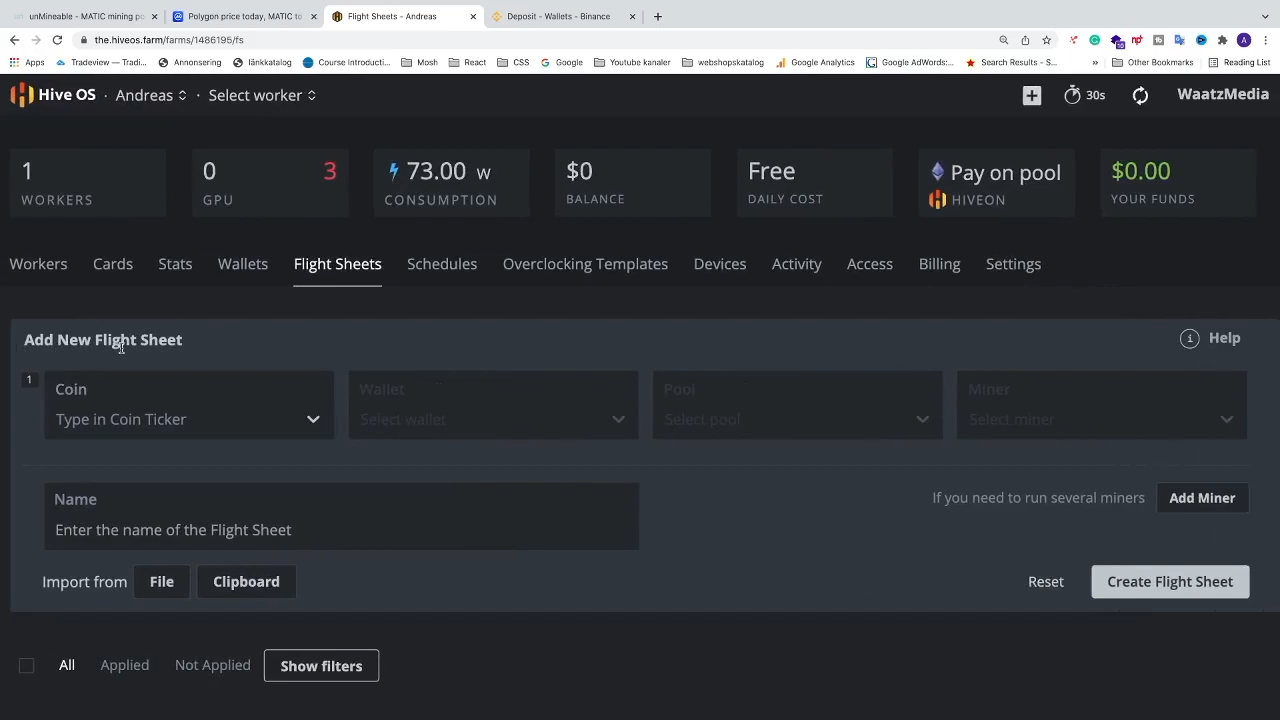 unMineable - MATIC mining po
Polygon price today, MATIC to
Flight Sheets - Andreas
Deposit - Wallets - Binance
the.hiveos.farm/farms/1486195/fs
Apps
Tradeview – Tradi...
Annonsering
länkkatalog
Course Introducti...
Mosh
React
CSS
Google
Youtube kanaler
webshopskatalog
Google Analytics
Google AdWords:...
Search Results - S...
»
Other Bookmarks
Reading List
Hive OS · Andreas Select worker
30s
WaatzMedia
1
WORKERS
0 3
GPU
73.00 W
CONSUMPTION
$0
BALANCE
Free
DAILY COST
Pay on pool
HIVEON
$0.00
YOUR FUNDS
Workers Cards Stats Wallets Flight Sheets Schedules Overclocking Templates Devices Activity Access Billing Settings
Add New Flight Sheet
Help
1
Coin
Type in Coin Ticker
Wallet
Select wallet
Pool
Select pool
Miner
Select miner
Name
Enter the name of the Flight Sheet
If you need to run several miners Add Miner
Import from File Clipboard
Reset Create Flight Sheet
All Applied Not Applied Show filters